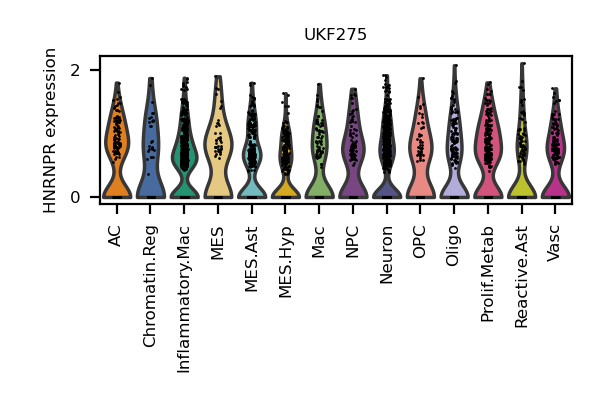 UKF275
HNRNPR expression
2
0
AC
Chromatin.Reg
Inflammatory.Mac
MES
MES.Ast
MES.Hyp
Mac
NPC
Neuron
OPC
Oligo
Prolif.Metab
Reactive.Ast
Vasc